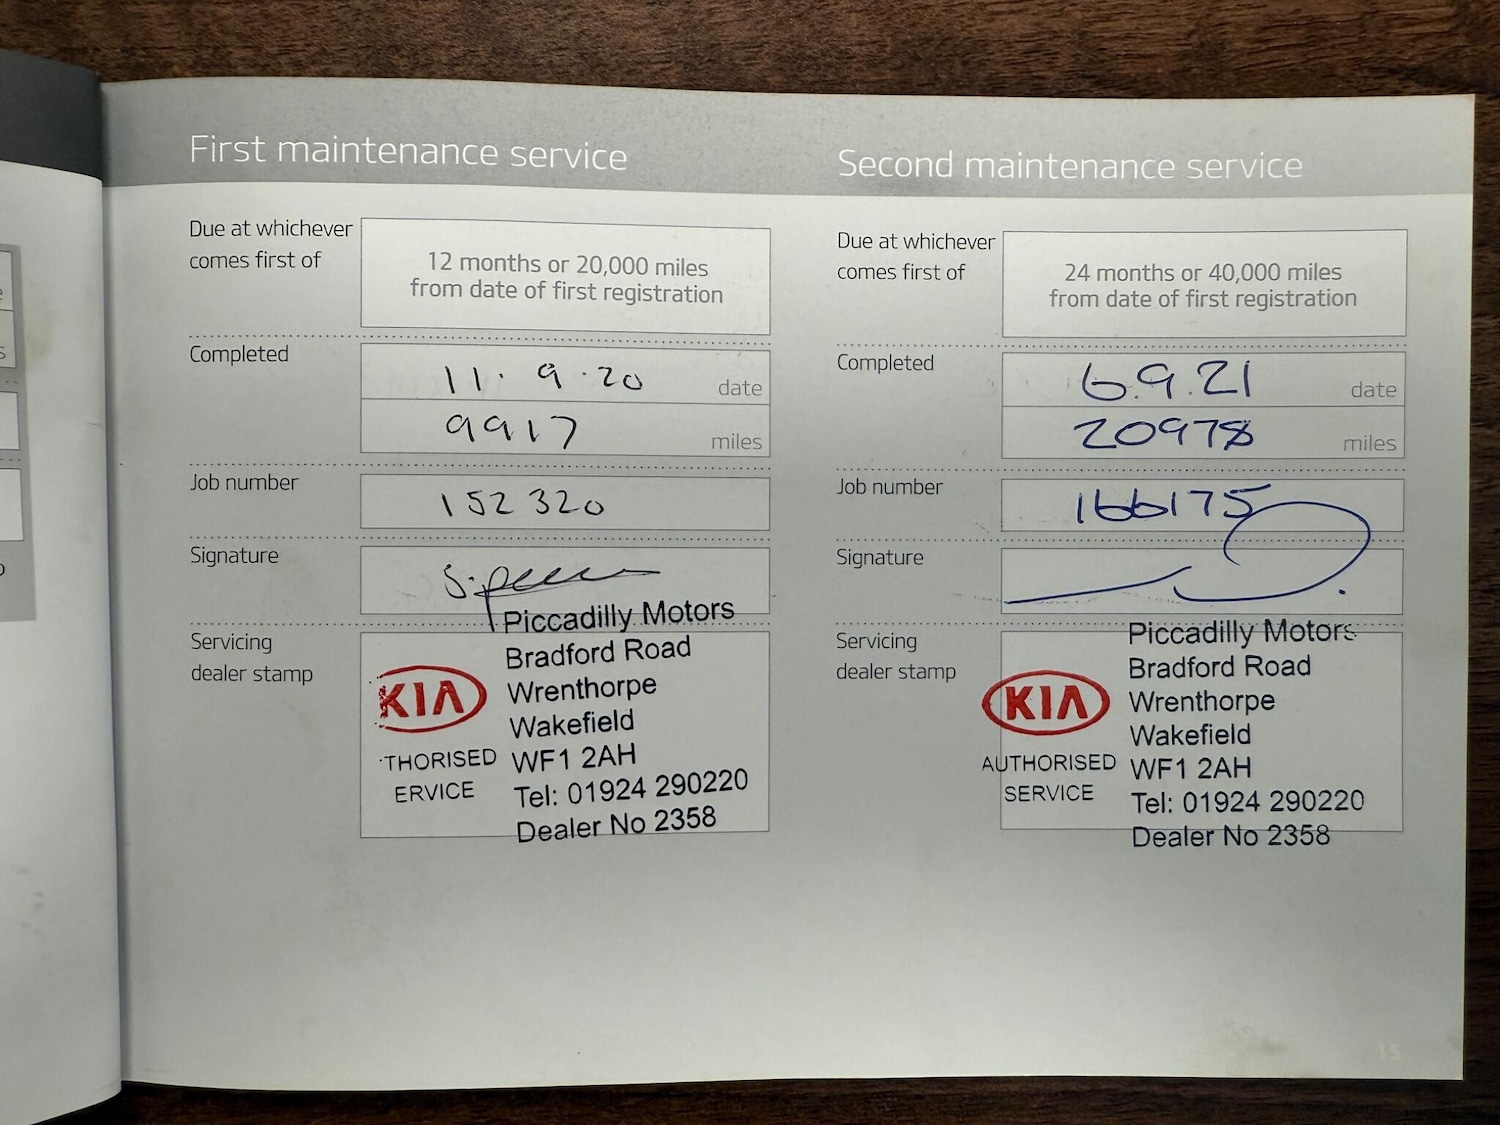 First maintenance service
Due at whichever
comes first of
12 months or 20,000 miles
from date of first registration
Completed
11.9.20
date
9917
miles
Job number
152320
Signature
Servicing
dealer stamp
KIA
THORISED
ERVICE
Piccadilly Motors
Bradford Road
Wrenthorpe
Wakefield
WF1 2AH
Tel: 01924 290220
Dealer No 2358
Second maintenance service
Due at whichever
comes first of
24 months or 40,000 miles
from date of first registration
Completed
6.9.21
date
20978
miles
Job number
166175
Signature
Servicing
dealer stamp
KIA
AUTHORISED
SERVICE
Piccadilly Motors
Bradford Road
Wrenthorpe
Wakefield
WF1 2AH
Tel: 01924 290220
Dealer No 2358
15